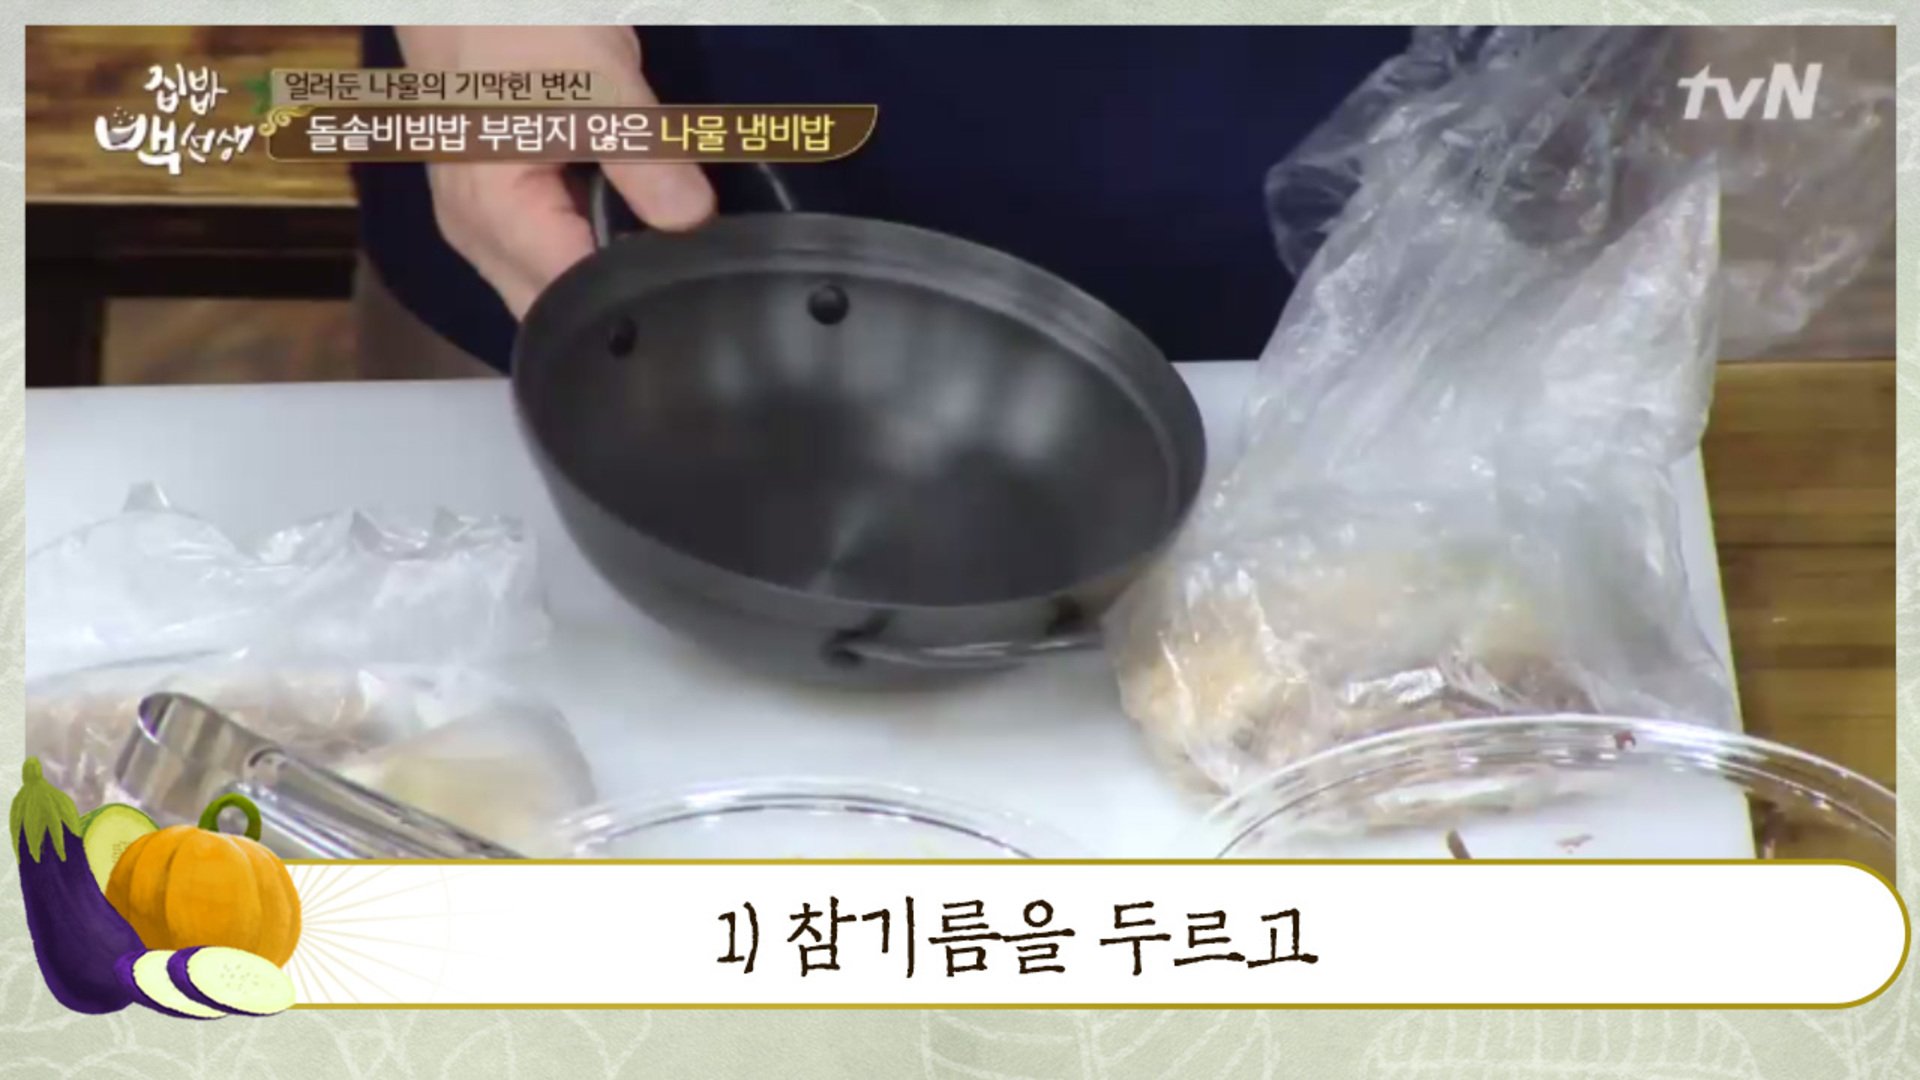 집밥
백선생
얼려둔 나물의 기막힌 변신
돌솥비빔밥 부럽지 않은 나물 냄비밥
tvN
1) 참기름을 두르고